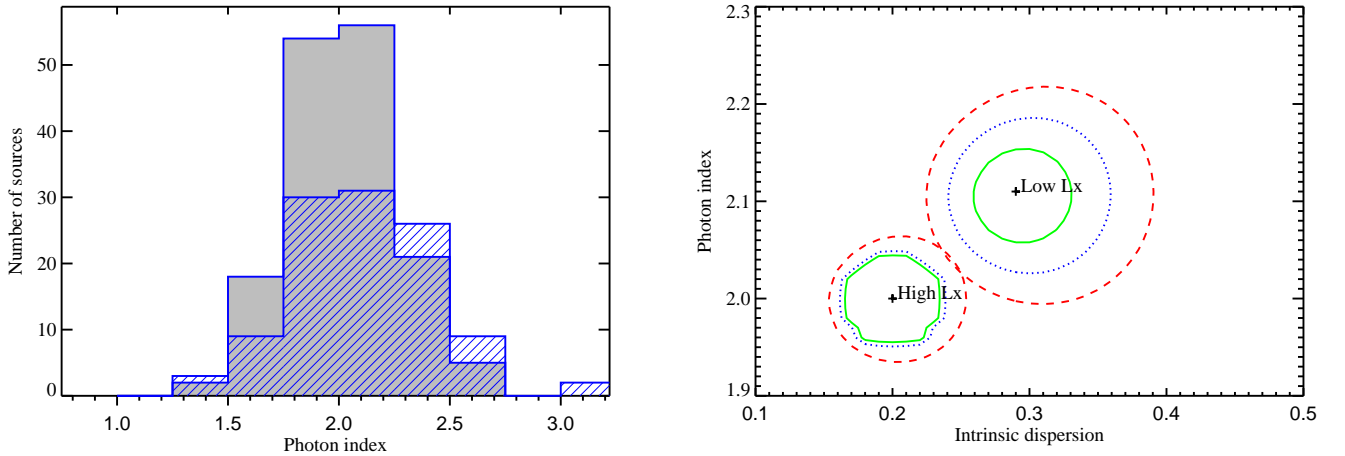 Number of sources
50
40
30
20
10
0
1.0 1.5 2.0 2.5 3.0
Photon index
Photon index
2.3
2.2
2.1
2.0
1.9
Low Lx
High Lx
0.1 0.2 0.3 0.4 0.5
Intrinsic dispersion